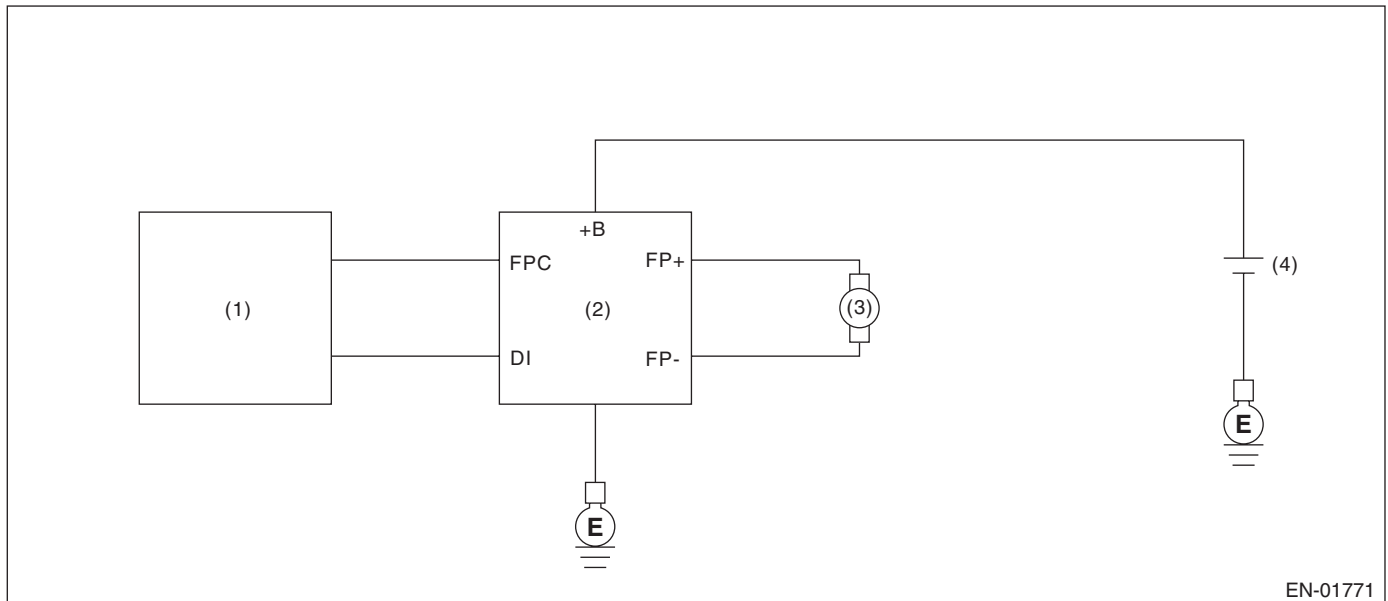 +B
FPC
FP+
(1)
(2)
(3)
(4)
DI
FP-
E
E
EN-01771